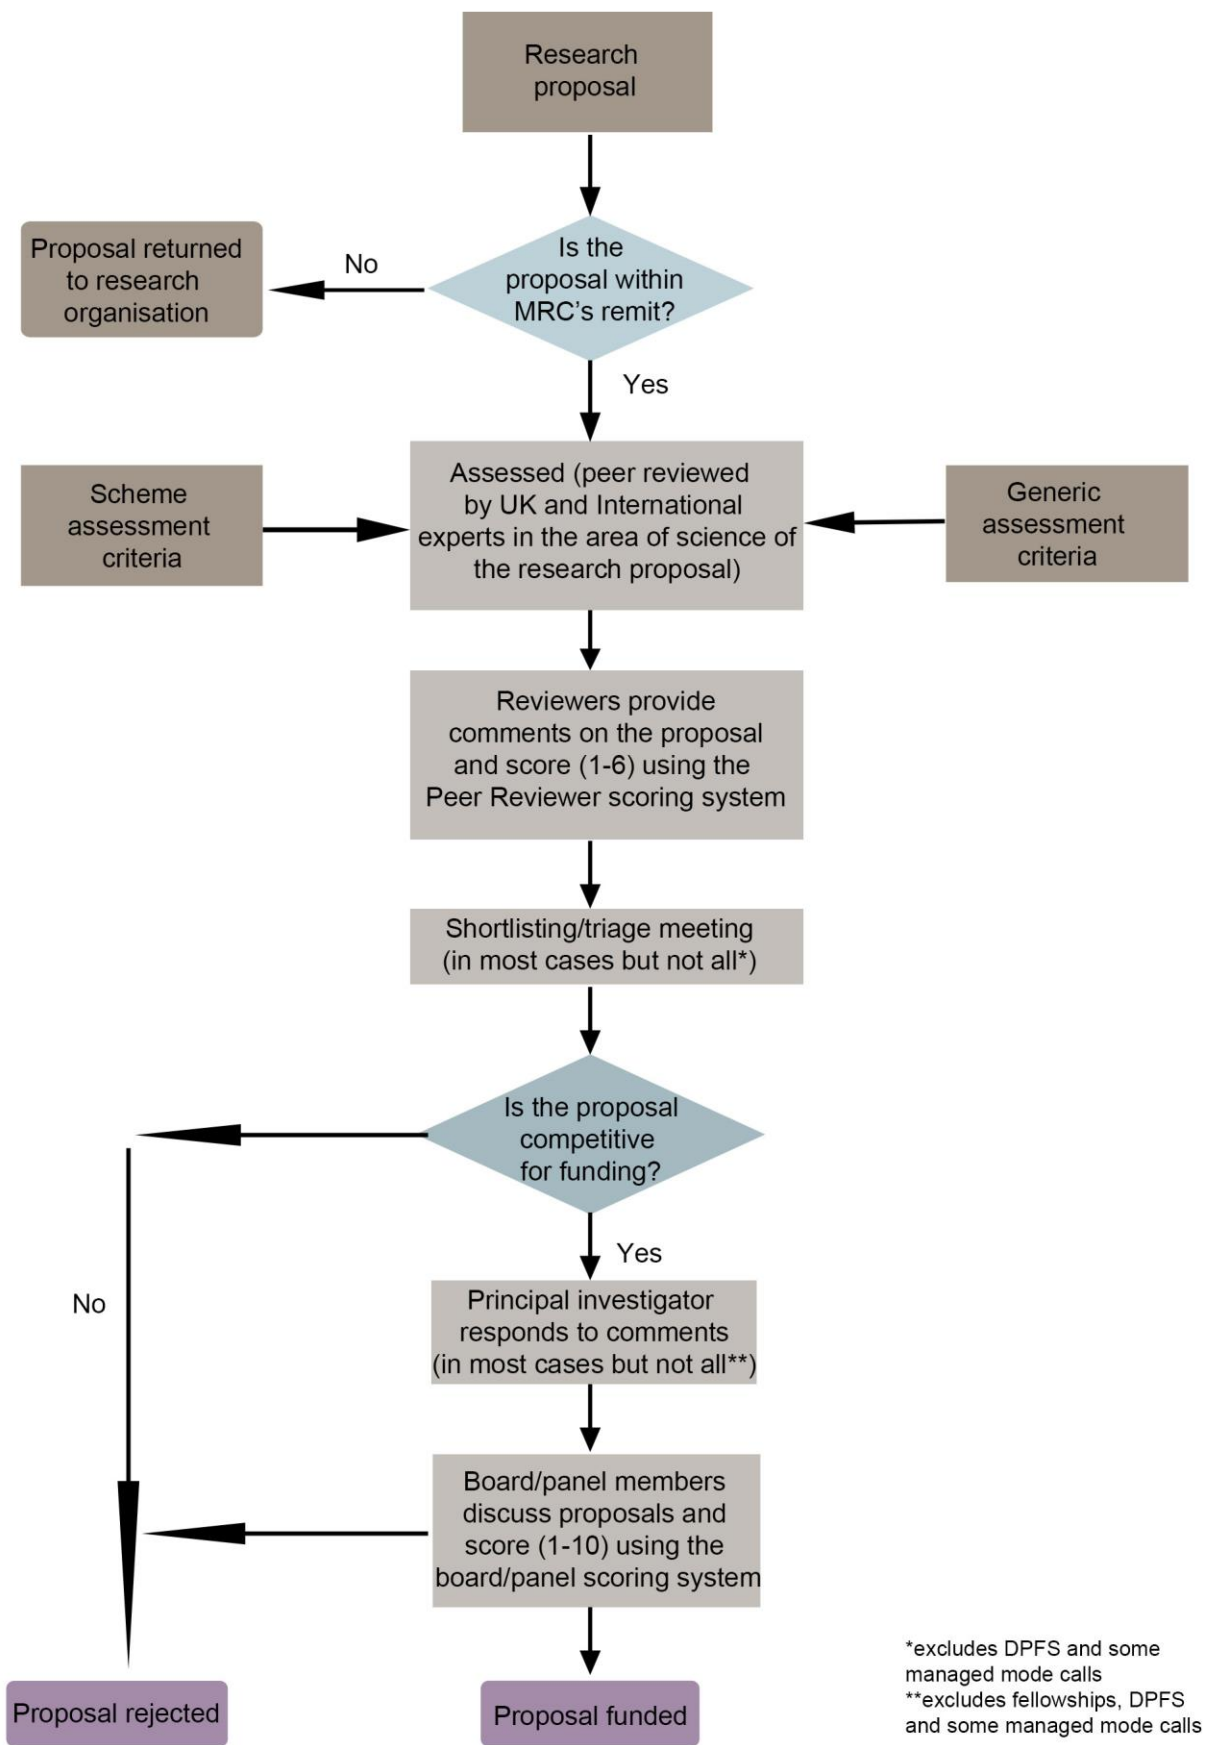 Research
proposal
Is the
proposal within
MRC's remit?
No
Proposal returned
to research
organisation
Yes
Scheme
assessment
criteria
Assessed (peer reviewed
by UK and International
experts in the area of science of
the research proposal)
Generic
assessment
criteria
Reviewers provide
comments on the proposal
and score (1-6) using the
Peer Reviewer scoring system
Shortlisting/triage meeting
(in most cases but not all*)
Is the proposal
competitive
for funding?
Yes
No
Principal investigator
responds to comments
(in most cases but not all**)
Board/panel members
discuss proposals and
score (1-10) using the
board/panel scoring system
Proposal rejected
Proposal funded
*excludes DPFS and some
managed mode calls
**excludes fellowships, DPFS
and some managed mode calls